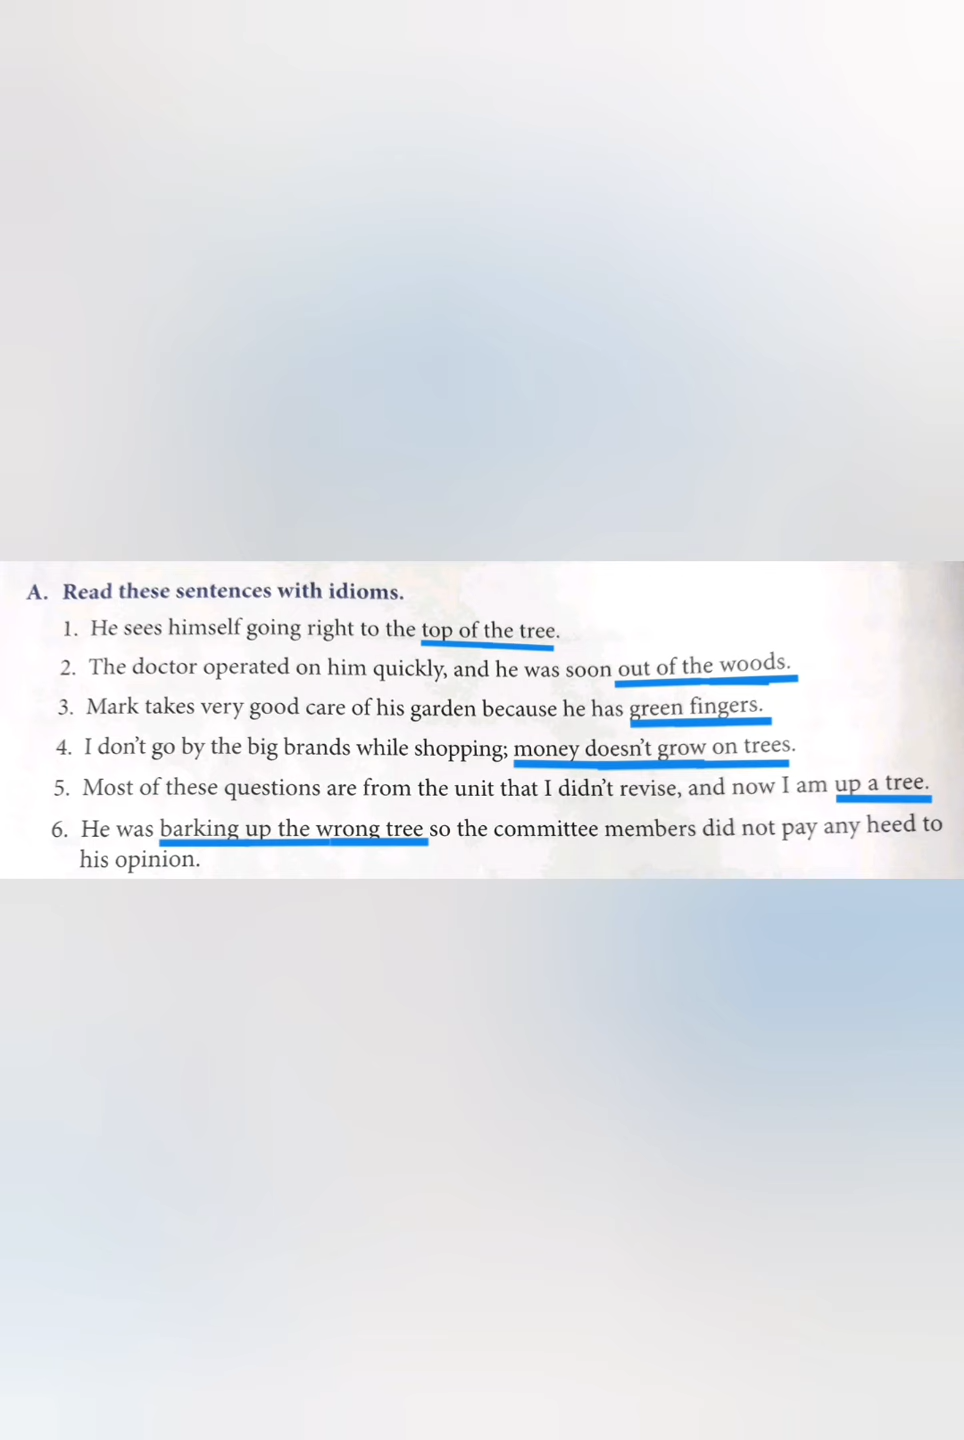 A. Read these sentences with idioms.
1. He sees himself going right to the top of the tree.
2. The doctor operated on him quickly, and he was soon out of the woods.
3. Mark takes very good care of his garden because he has green fingers.
4. I don't go by the big brands while shopping; money doesn't grow on trees.
5. Most of these questions are from the unit that I didn't revise, and now I am up a tree.
6. He was barking up the wrong tree so the committee members did not pay any heed to
his opinion.